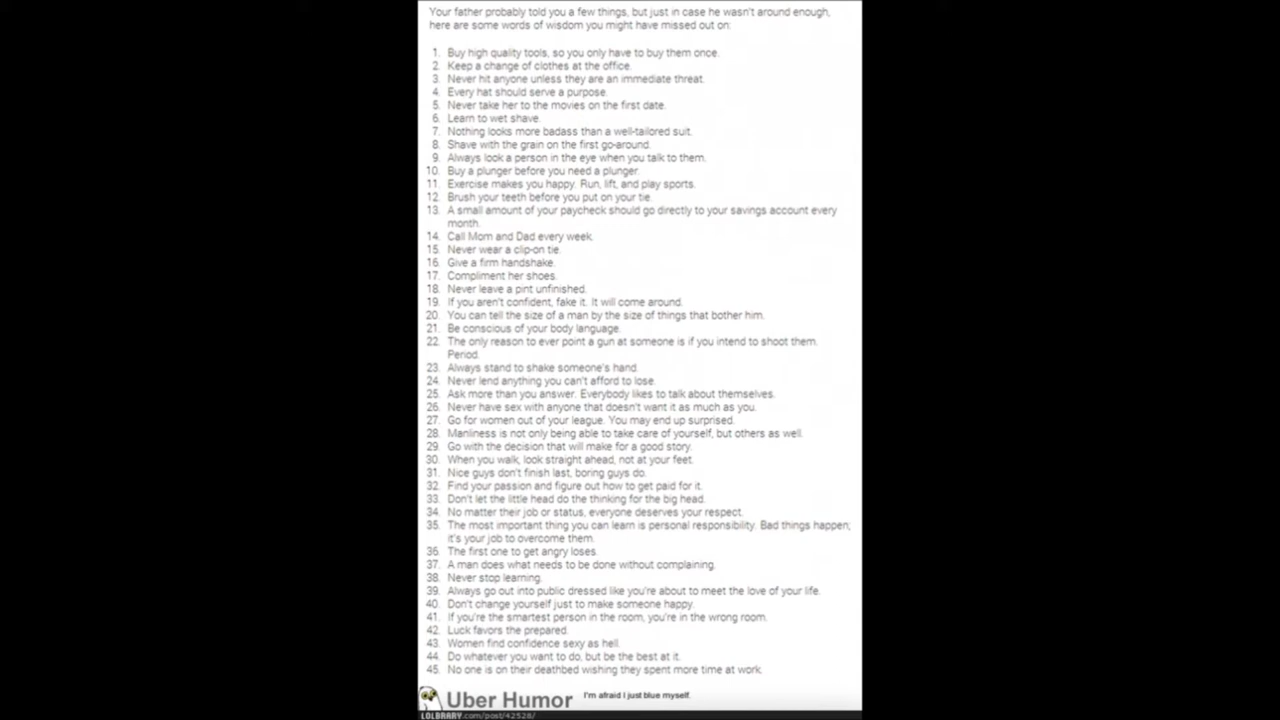 Your father probably told you a few things, but just in case he wasn't around enough,
here are some words of wisdom you might have missed out on:
1. Buy high quality tools, so you only have to buy them once.
2. Keep a change of clothes at the office.
3. Never hit anyone unless they are an immediate threat.
4. Every hat should serve a purpose.
5. Never take her to the movies on the first date.
6. Learn to wet shave.
7. Nothing looks more badass than a well-tailored suit.
8. Shave with the grain on the first go-around.
9. Always look a person in the eye when you talk to them.
10. Buy a plunger before you need a plunger.
11. Exercise makes you happy. Run, lift, and play sports.
12. Brush your teeth before you put on your tie.
13. A small amount of your paycheck should go directly to your savings account every
month.
14. Call Mom and Dad every week.
15. Never wear a clip-on tie.
16. Give a firm handshake.
17. Compliment her shoes.
18. Never leave a pint unfinished.
19. If you aren't confident, fake it. It will come around.
20. You can tell the size of a man by the size of things that bother him.
21. Be conscious of your body language.
22. The only reason to ever point a gun at someone is if you intend to shoot them.
Period.
23. Always stand to shake someone's hand.
24. Never lend anything you can't afford to lose.
25. Ask more than you answer. Everybody likes to talk about themselves.
26. Never have sex with anyone that doesn't want it as much as you.
27. Go for women out of your league. You may end up surprised.
28. Manliness is not only being able to take care of yourself, but others as well.
29. Go with the decision that will make for a good story.
30. When you walk, look straight ahead, not at your feet.
31. Nice guys don't finish last, boring guys do.
32. Find your passion and figure out how to get paid for it.
33. Don't let the little head do the thinking for the big head.
34. No matter their job or status, everyone deserves your respect.
35. The most important thing you can learn is personal responsibility. Bad things happen;
it's your job to overcome them.
36. The first one to get angry loses.
37. A man does what needs to be done without complaining.
38. Never stop learning.
39. Always go out into public dressed like you're about to meet the love of your life.
40. Don't change yourself just to make someone happy.
41. If you're the smartest person in the room, you're in the wrong room.
42. Luck favors the prepared.
43. Women find confidence sexy as hell.
44. Do whatever you want to do, but be the best at it.
45. No one is on their deathbed wishing they spent more time at work.
Uber Humor I'm afraid I just blue myself.
LOLBRARY.com/post/42528/